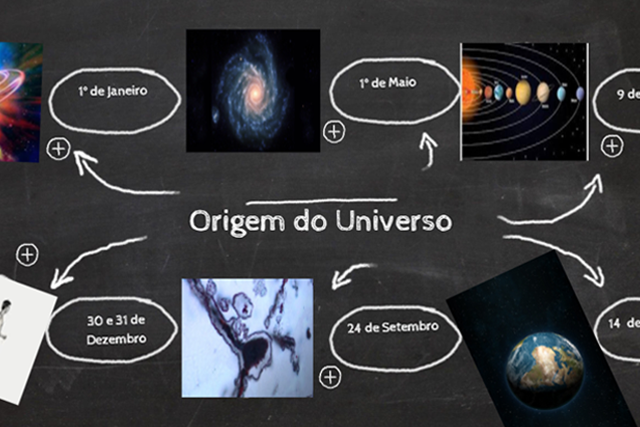 1º de Janeiro
1º de Maio
9 de
Origem do Universo
30 e 31 de
Dezembro
24 de Setembro
14 de